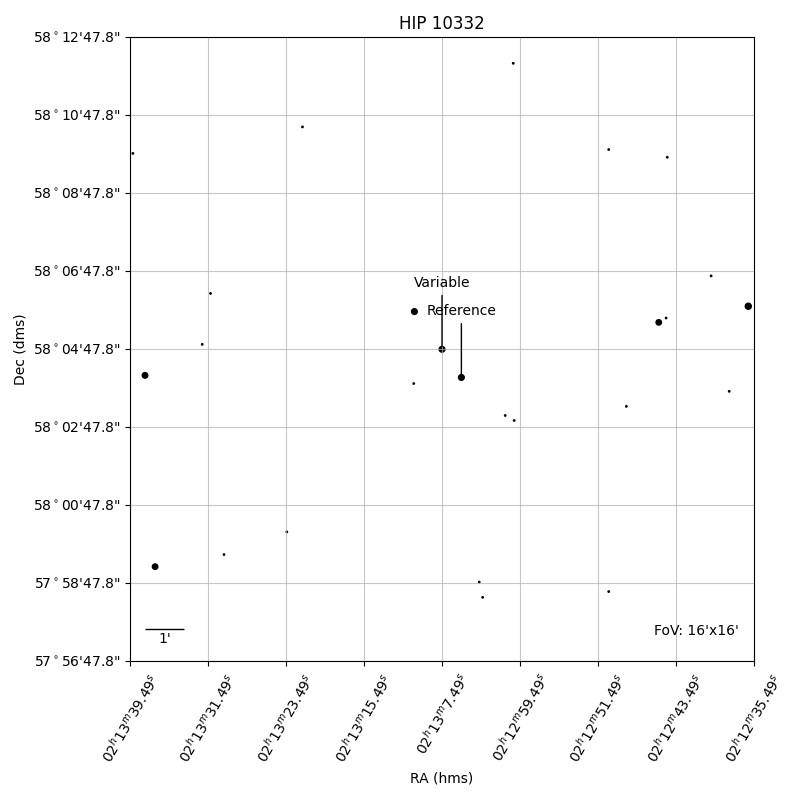 HIP 10332
58°12'47.8"
58°10'47.8"
58°08'47.8"
58°06'47.8"
58°04'47.8"
58°02'47.8"
58°00'47.8"
57°58'47.8"
57°56'47.8"
Dec (dms)
Variable
Reference
1'
FoV: 16'x16'
02ʰ13ᵐ39.49ˢ
02ʰ13ᵐ31.49ˢ
02ʰ13ᵐ23.49ˢ
02ʰ13ᵐ15.49ˢ
02ʰ13ᵐ7.49ˢ
02ʰ12ᵐ59.49ˢ
02ʰ12ᵐ51.49ˢ
02ʰ12ᵐ43.49ˢ
02ʰ12ᵐ35.49ˢ
RA (hms)